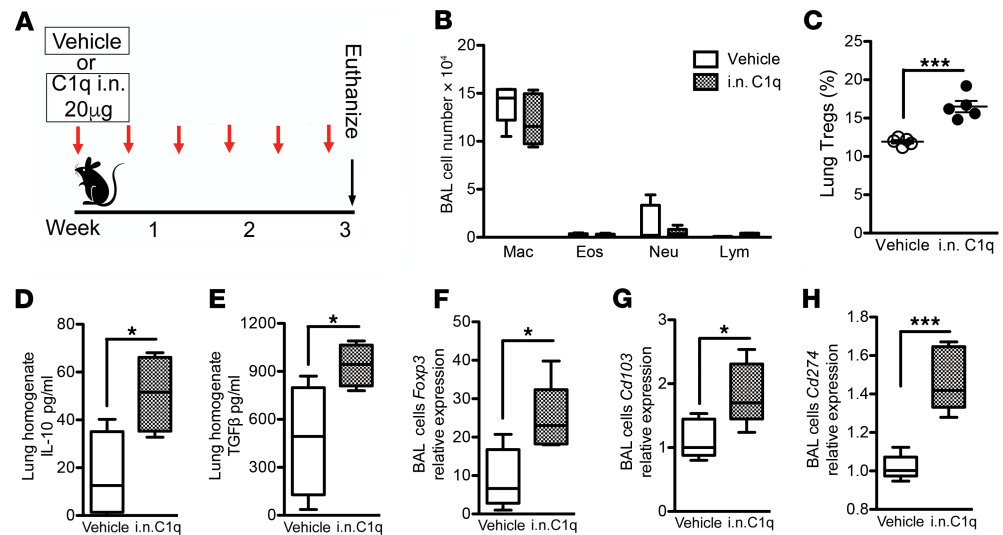 A
Vehicle
or
C1q i.n.
20μg
Euthanize
Week 1 2 3
B
BAL cell number × 10⁴
20
15
10
5
0
Vehicle
i.n. C1q
Mac Eos Neu Lym
C
Lung Tregs (%)
25
20
15
10
5
0
***
Vehicle i.n. C1q
D
Lung homogenate
IL-10 pg/ml
80
60
40
20
0
*
Vehicle i.n.C1q
E
Lung homogenate
TGFβ pg/ml
1200
900
600
300
0
*
Vehicle i.n.C1q
F
BAL cells Foxp3
relative expression
50
40
30
20
10
0
*
Vehicle i.n.C1q
G
BAL cells Cd103
relative expression
3
2
1
0
*
Vehicle i.n.C1q
H
BAL cells Cd274
relative expression
1.8
1.6
1.4
1.2
1.0
0.8
***
Vehicle i.n.C1q